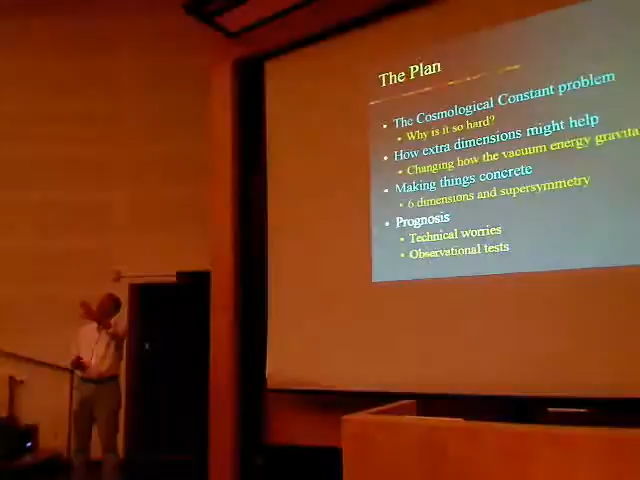 The Plan
• The Cosmological Constant problem
• Why is it so hard?
• How extra dimensions might help
• Changing how the vacuum energy gravita
• Making things concrete
• 6 dimensions and supersymmetry
• Prognosis
• Technical worries
• Observational tests